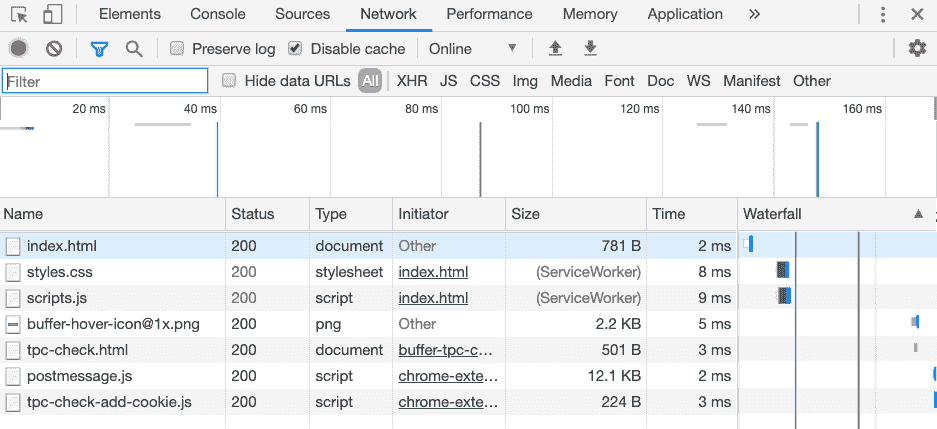 Elements Console Sources Network Performance Memory Application »
Preserve log Disable cache Online ▼
Filter Hide data URLs All XHR JS CSS Img Media Font Doc WS Manifest Other
20 ms 40 ms 60 ms 80 ms 100 ms 120 ms 140 ms 160 ms
Name Status Type Initiator Size Time Waterfall ▲
index.html 200 document Other 781 B 2 ms
styles.css 200 stylesheet index.html (ServiceWorker) 8 ms
scripts.js 200 script index.html (ServiceWorker) 9 ms
buffer-hover-icon@1x.png 200 png Other 2.2 KB 5 ms
tpc-check.html 200 document buffer-tpc-c... 501 B 3 ms
postmessage.js 200 script chrome-exte... 12.1 KB 2 ms
tpc-check-add-cookie.js 200 script chrome-exte... 224 B 3 ms